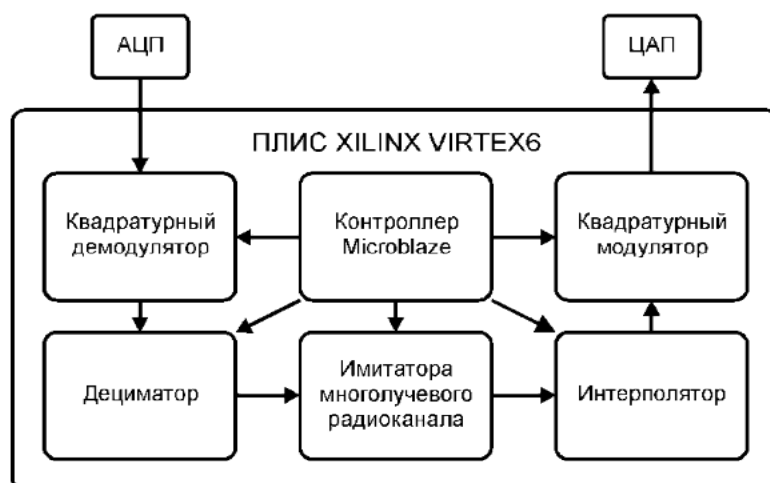 АЦП
ЦАП
ПЛИС XILINX VIRTEX6
Квадратурный
демодулятор
Контроллер
Microblaze
Квадратурный
модулятор
Дециматор
Имитатора
многолучевого
радиоканала
Интерполятор